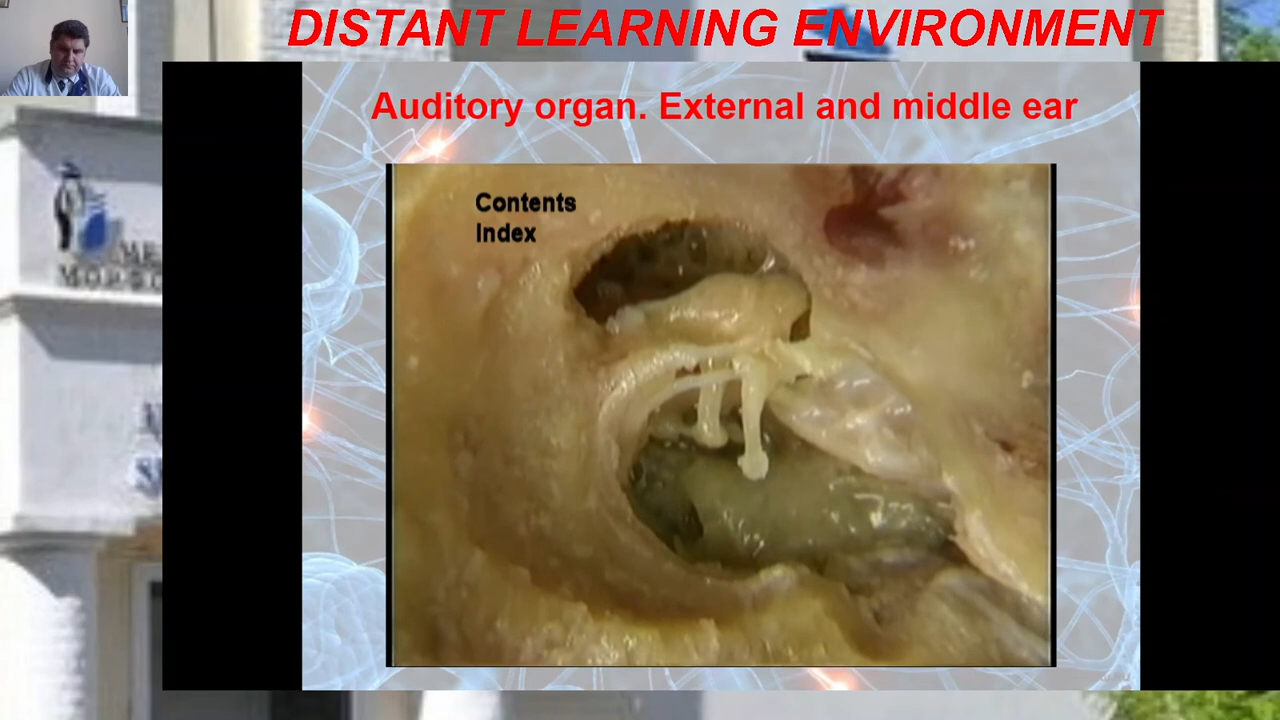 DISTANT LEARNING ENVIRONMENT
Auditory organ. External and middle ear
Contents
Index